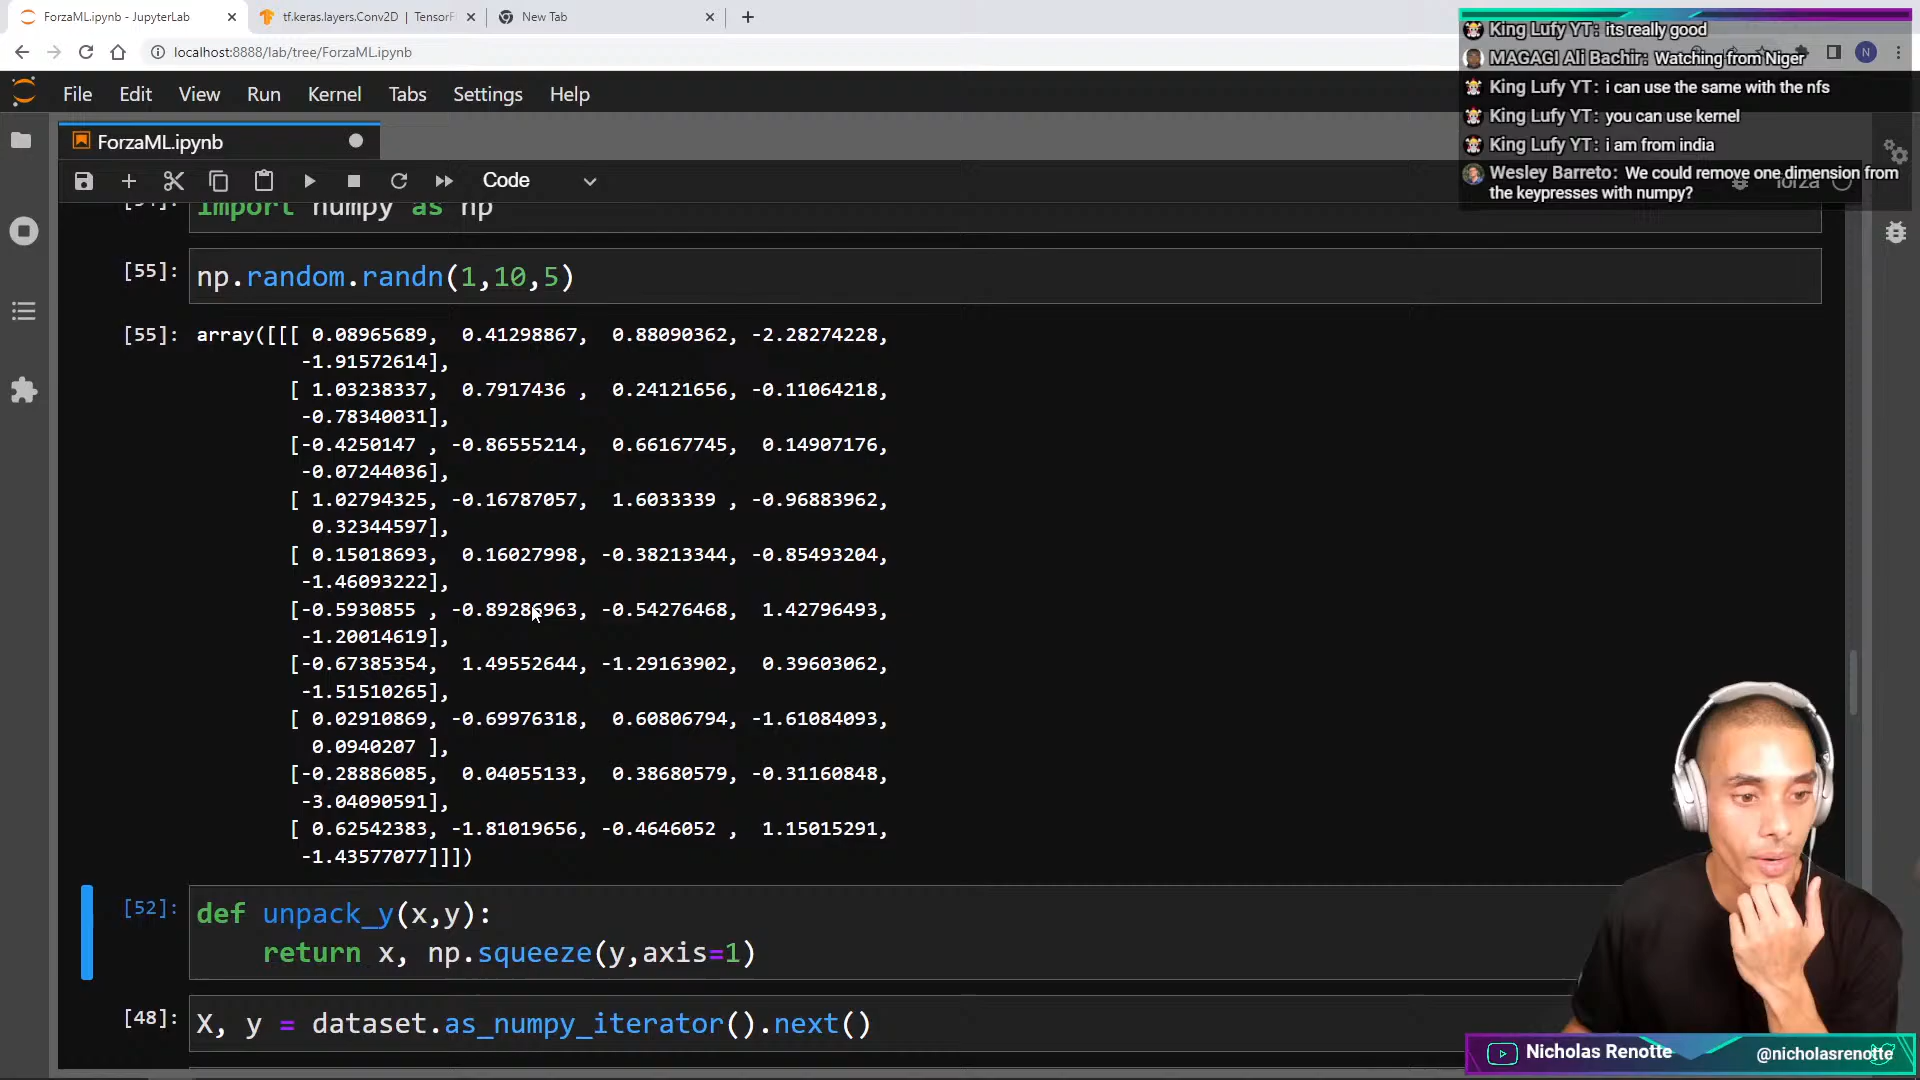 ForzaML.ipynb - JupyterLab
tf.keras.layers.Conv2D | TensorF
New Tab
localhost:8888/lab/tree/ForzaML.ipynb
N
File Edit View Run Kernel Tabs Settings Help
ForzaML.ipynb
Code
import numpy as np
[55]: np.random.randn(1,10,5)
[55]: array([[[ 0.08965689, 0.41298867, 0.88090362, -2.28274228,
-1.91572614],
[ 1.03238337, 0.7917436 , 0.24121656, -0.11064218,
-0.78340031],
[-0.4250147 , -0.86555214, 0.66167745, 0.14907176,
-0.07244036],
[ 1.02794325, -0.16787057, 1.6033339 , -0.96883962,
0.32344597],
[ 0.15018693, 0.16027998, -0.38213344, -0.85493204,
-1.46093222],
[-0.5930855 , -0.89286963, -0.54276468, 1.42796493,
-1.20014619],
[-0.67385354, 1.49552644, -1.29163902, 0.39603062,
-1.51510265],
[ 0.02910869, -0.69976318, 0.60806794, -1.61084093,
0.0940207 ],
[-0.28886085, 0.04055133, 0.38680579, -0.31160848,
-3.04090591],
[ 0.62542383, -1.81019656, -0.4646052 , 1.15015291,
-1.43577077]]])
[52]: def unpack_y(x,y):
return x, np.squeeze(y,axis=1)
[48]: X, y = dataset.as_numpy_iterator().next()
King Lufy YT: its really good
MAGAGI Ali Bachir: Watching from Niger
King Lufy YT: i can use the same with the nfs
King Lufy YT: you can use kernel
King Lufy YT: i am from india
Wesley Barreto: We could remove one dimension from
the keypresses with numpy?
forza
Nicholas Renotte
@nicholasrenotte